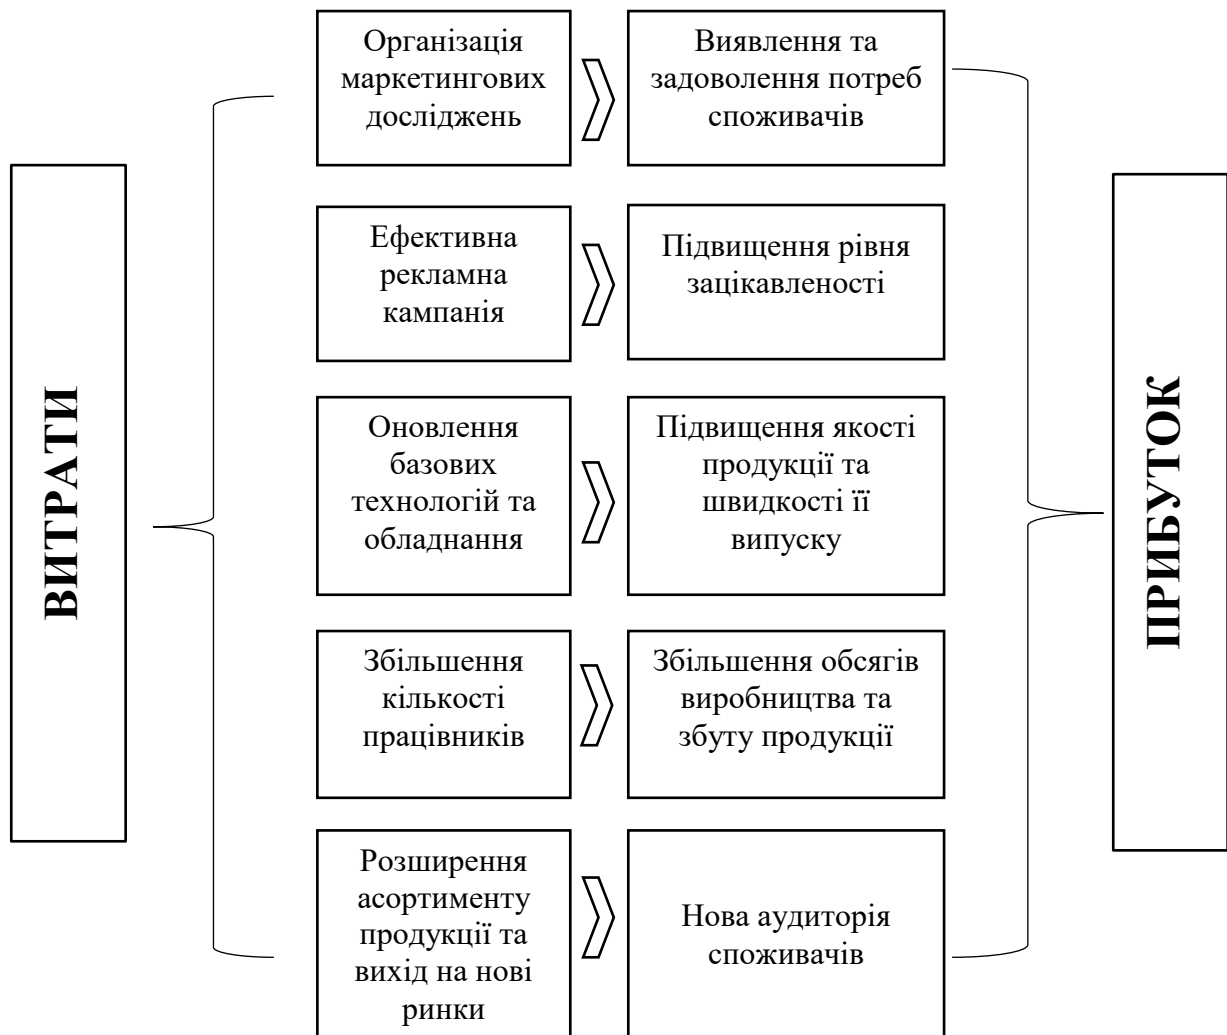 ВИТРАТИ
Організація
маркетингових
досліджень
Виявлення та
задоволення потреб
споживачів
Ефективна
рекламна
кампанія
Підвищення рівня
зацікавленості
Оновлення
базових
технологій та
обладнання
Підвищення якості
продукції та
швидкості її
випуску
Збільшення
кількості
працівників
Збільшення обсягів
виробництва та
збуту продукції
Розширення
асортименту
продукції та
вихід на нові
ринки
Нова аудиторія
споживачів
ПРИБУТОК